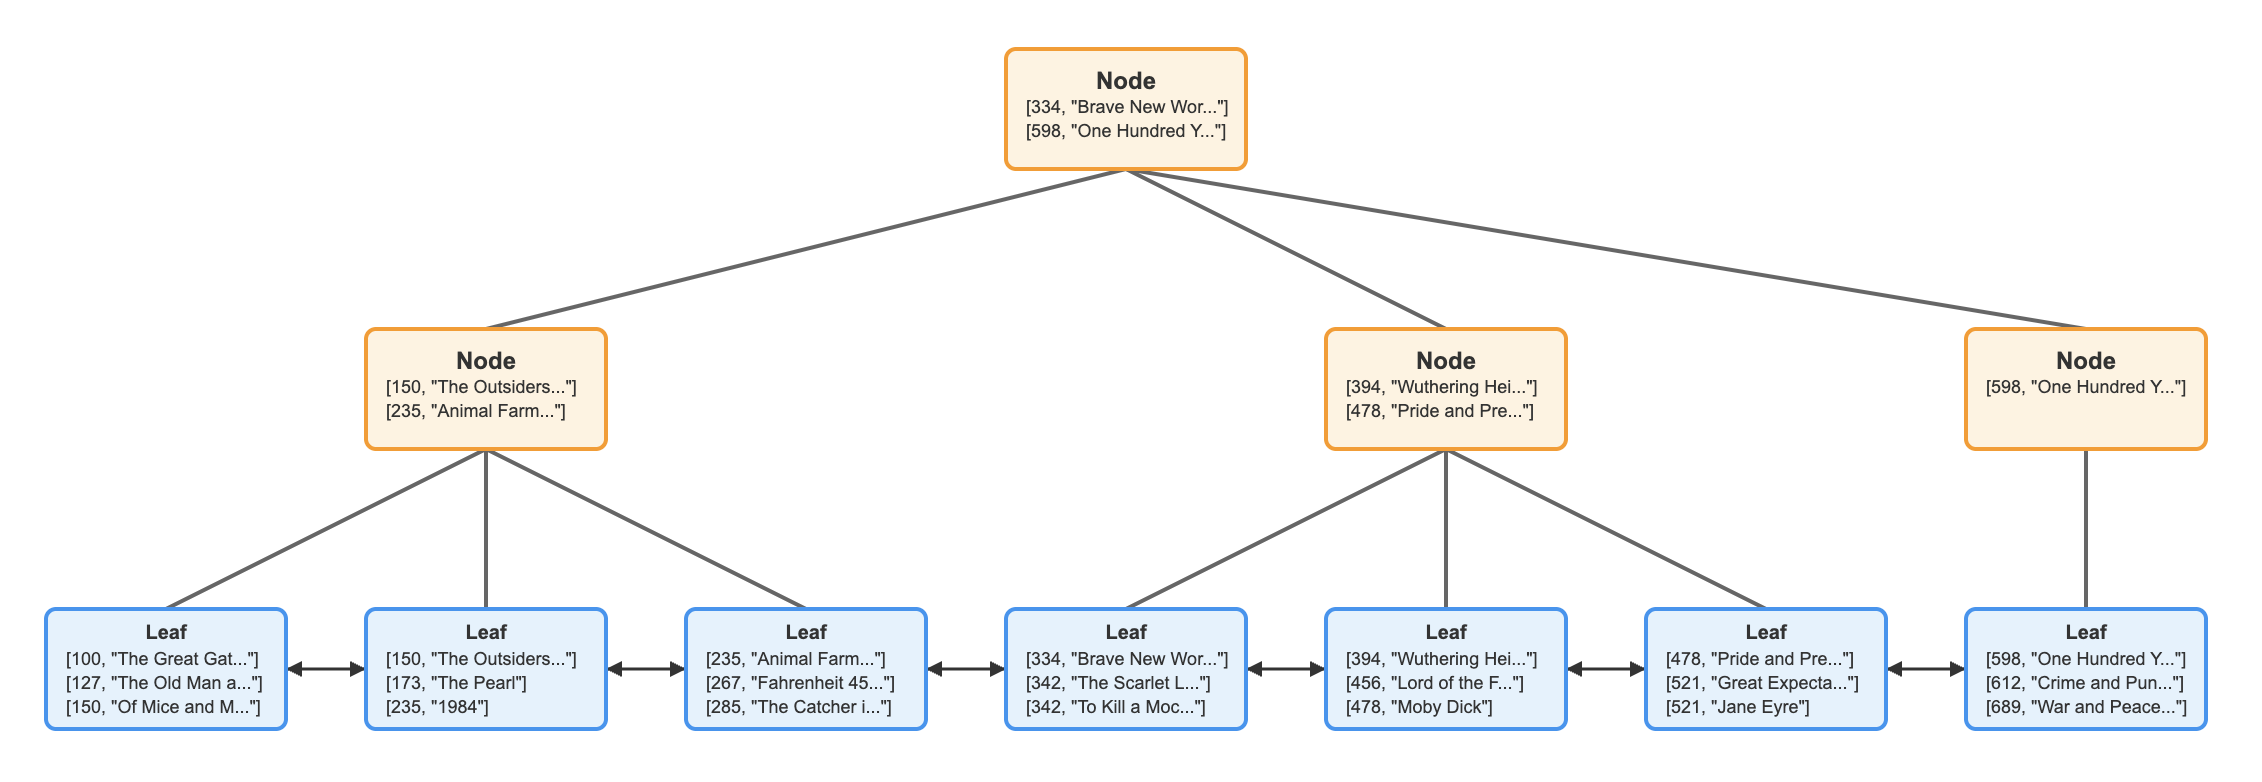 Node
[334, "Brave New Wor..."]
[598, "One Hundred Y..."]
Node
[150, "The Outsiders..."]
[235, "Animal Farm..."]
Node
[394, "Wuthering Hei..."]
[478, "Pride and Pre..."]
Node
[598, "One Hundred Y..."]
Leaf
[100, "The Great Gat..."]
[127, "The Old Man a..."]
[150, "Of Mice and M..."]
Leaf
[150, "The Outsiders..."]
[173, "The Pearl"]
[235, "1984"]
Leaf
[235, "Animal Farm..."]
[267, "Fahrenheit 45..."]
[285, "The Catcher i..."]
Leaf
[334, "Brave New Wor..."]
[342, "The Scarlet L..."]
[342, "To Kill a Moc..."]
Leaf
[394, "Wuthering Hei..."]
[456, "Lord of the F..."]
[478, "Moby Dick"]
Leaf
[478, "Pride and Pre..."]
[521, "Great Expecta..."]
[521, "Jane Eyre"]
Leaf
[598, "One Hundred Y..."]
[612, "Crime and Pun..."]
[689, "War and Peace..."]